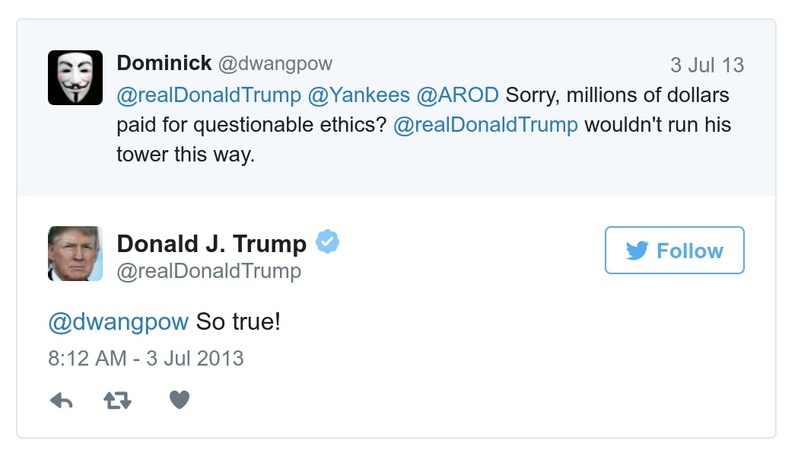 Dominick @dwangpow 3 Jul 13
@realDonaldTrump @Yankees @AROD Sorry, millions of dollars
paid for questionable ethics? @realDonaldTrump wouldn't run his
tower this way.
Donald J. Trump
Follow
@realDonaldTrump
@dwangpow So true!
8:12 AM - 3 Jul 2013